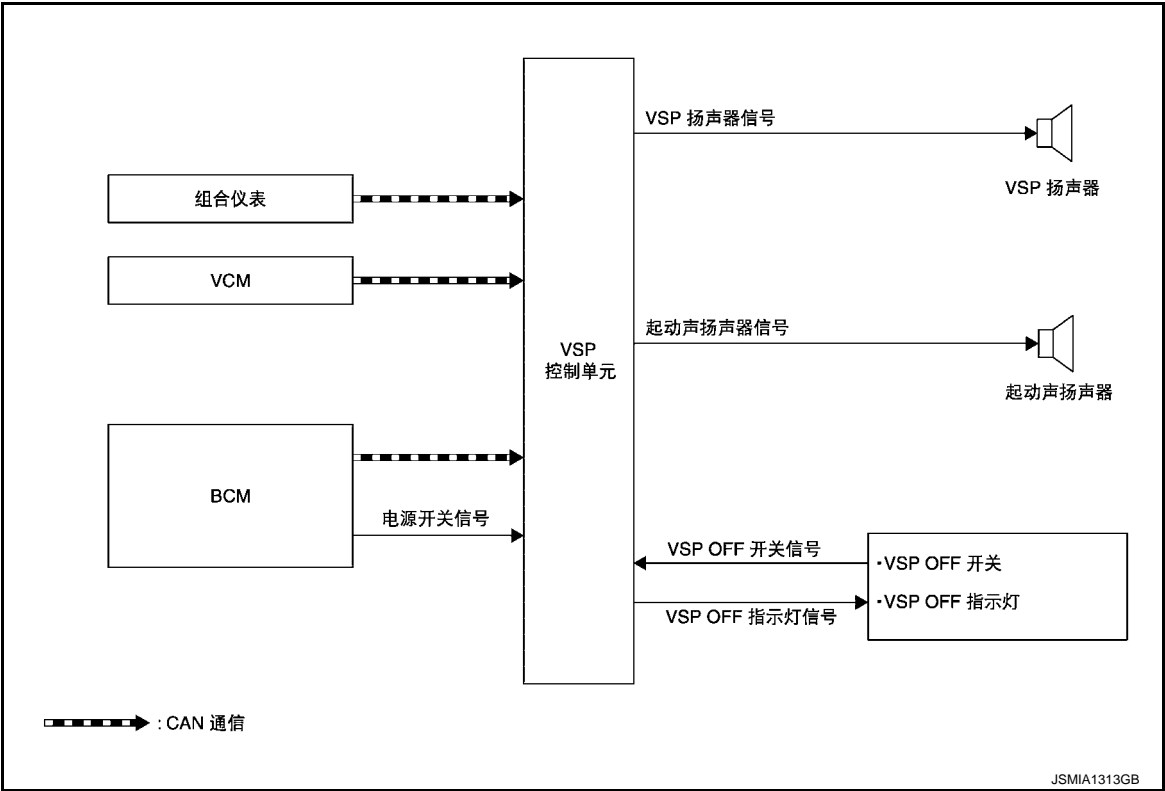 VSP 扬声器信号
VSP 扬声器
组合仪表
VCM
起动声扬声器信号
起动声扬声器
VSP
控制单元
BCM
电源开关信号
VSP OFF 开关信号
·VSP OFF 开关
·VSP OFF 指示灯
VSP OFF 指示灯信号
: CAN 通信
JSMIA1313GB